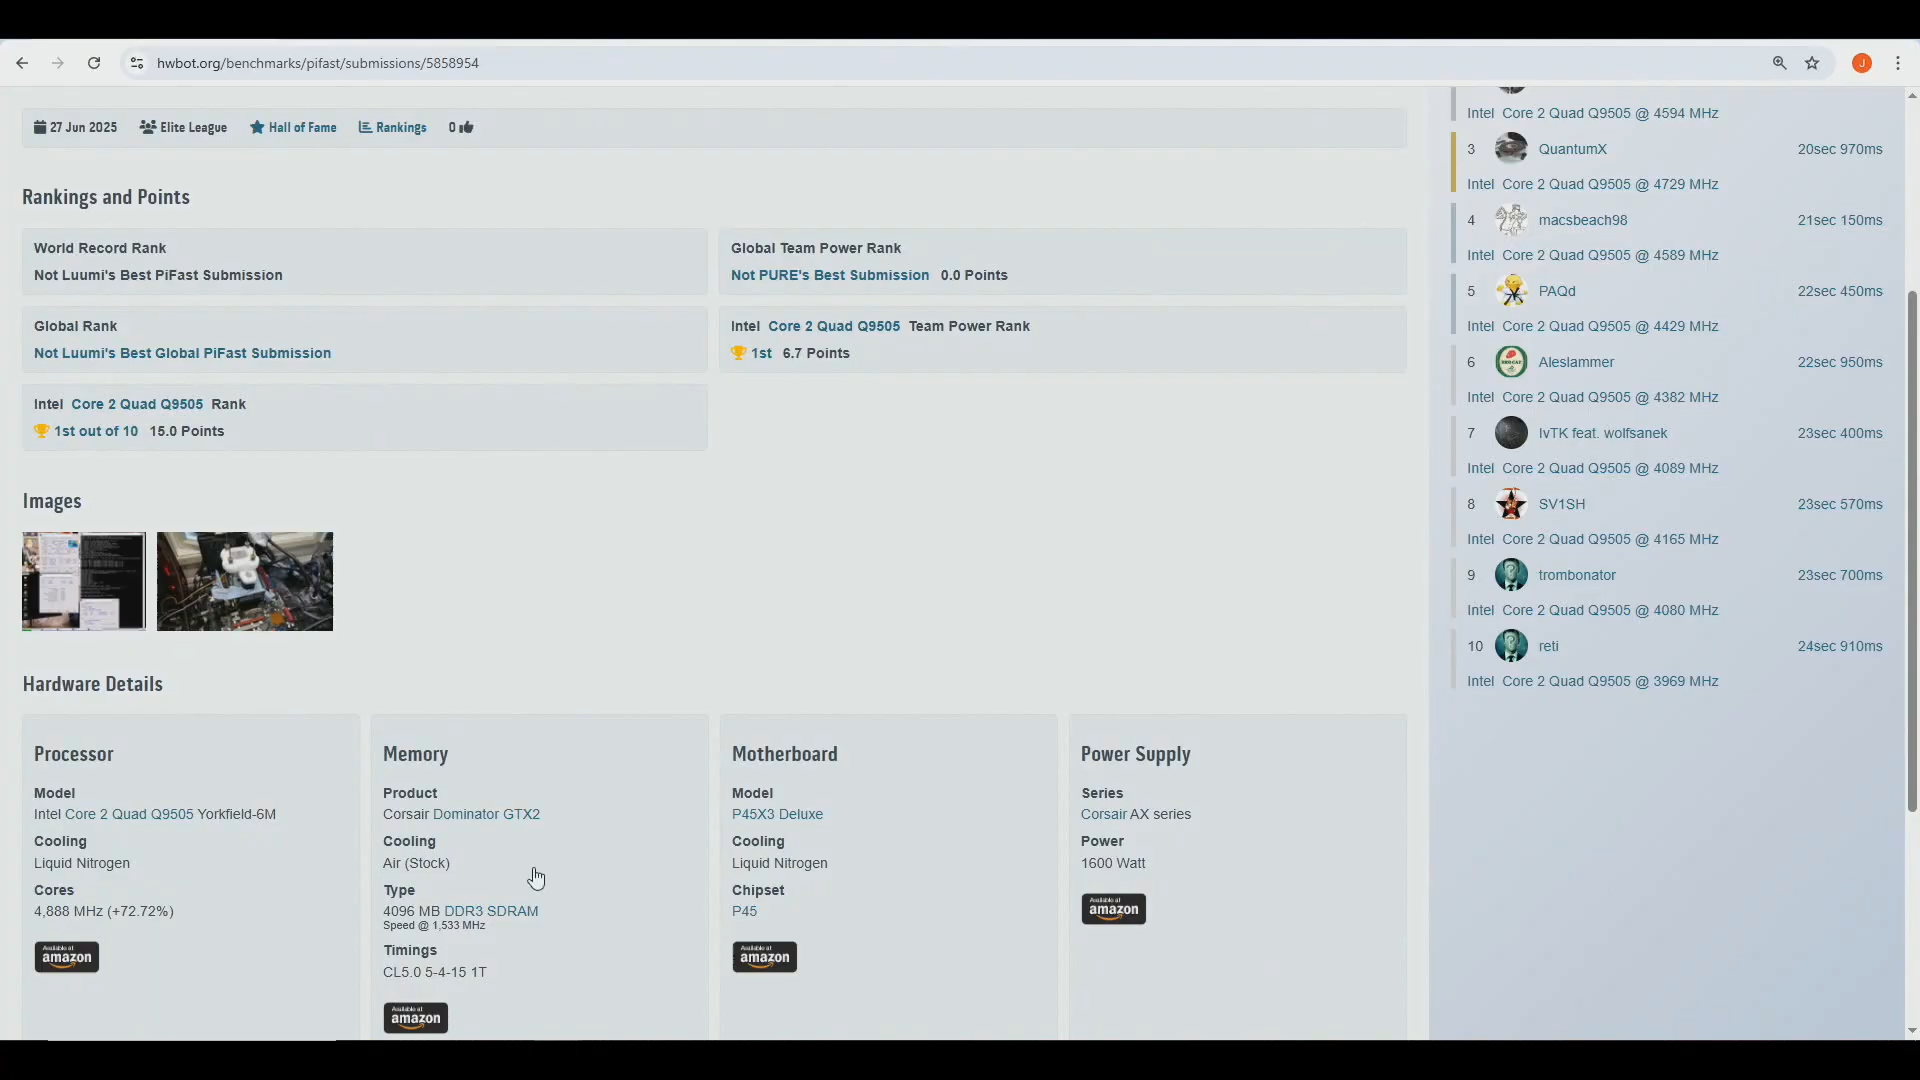 hwbot.org/benchmarks/pifast/submissions/5858954
J
27 Jun 2025 Elite League Hall of Fame Rankings 0
Rankings and Points
World Record Rank
Not Luumi's Best PiFast Submission
Global Team Power Rank
Not PURE's Best Submission 0.0 Points
Global Rank
Not Luumi's Best Global PiFast Submission
Intel Core 2 Quad Q9505 Team Power Rank
1st 6.7 Points
Intel Core 2 Quad Q9505 Rank
1st out of 10 15.0 Points
Images
Hardware Details
Processor
Model
Intel Core 2 Quad Q9505 Yorkfield-6M
Cooling
Liquid Nitrogen
Cores
4,888 MHz (+72.72%)
Available at
amazon
Memory
Product
Corsair Dominator GTX2
Cooling
Air (Stock)
Type
4096 MB DDR3 SDRAM
Speed @ 1,533 MHz
Timings
CL5.0 5-4-15 1T
Available at
amazon
Motherboard
Model
P45X3 Deluxe
Cooling
Liquid Nitrogen
Chipset
P45
Available at
amazon
Power Supply
Series
Corsair AX series
Power
1600 Watt
Available at
amazon
Intel Core 2 Quad Q9505 @ 4594 MHz
3 QuantumX 20sec 970ms
Intel Core 2 Quad Q9505 @ 4729 MHz
4 macsbeach98 21sec 150ms
Intel Core 2 Quad Q9505 @ 4589 MHz
5 PAQd 22sec 450ms
Intel Core 2 Quad Q9505 @ 4429 MHz
6 Aleslammer 22sec 950ms
Intel Core 2 Quad Q9505 @ 4382 MHz
7 IvTK feat. wolfsanek 23sec 400ms
Intel Core 2 Quad Q9505 @ 4089 MHz
8 SV1SH 23sec 570ms
Intel Core 2 Quad Q9505 @ 4165 MHz
9 trombonator 23sec 700ms
Intel Core 2 Quad Q9505 @ 4080 MHz
10 reti 24sec 910ms
Intel Core 2 Quad Q9505 @ 3969 MHz